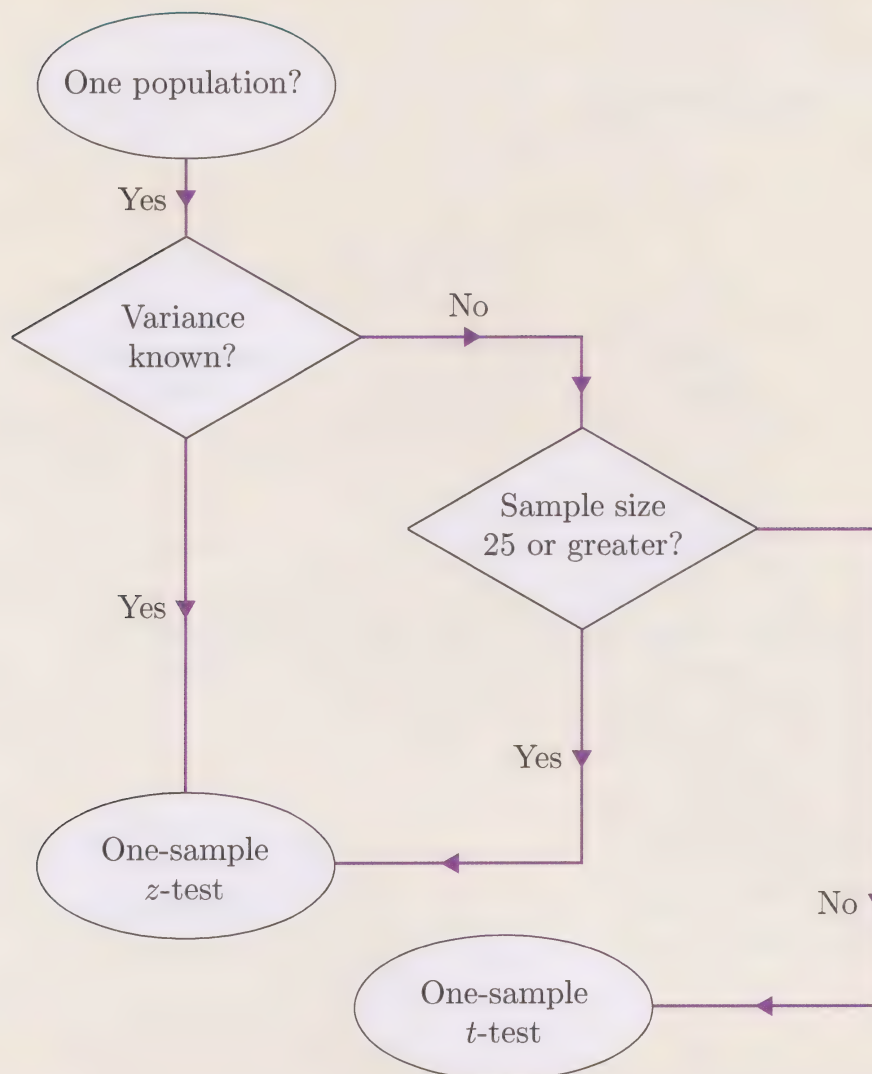 One population?
Yes
Variance
known?
No
Sample size
25 or greater?
Yes
Yes
One-sample
z-test
No
One-sample
t-test